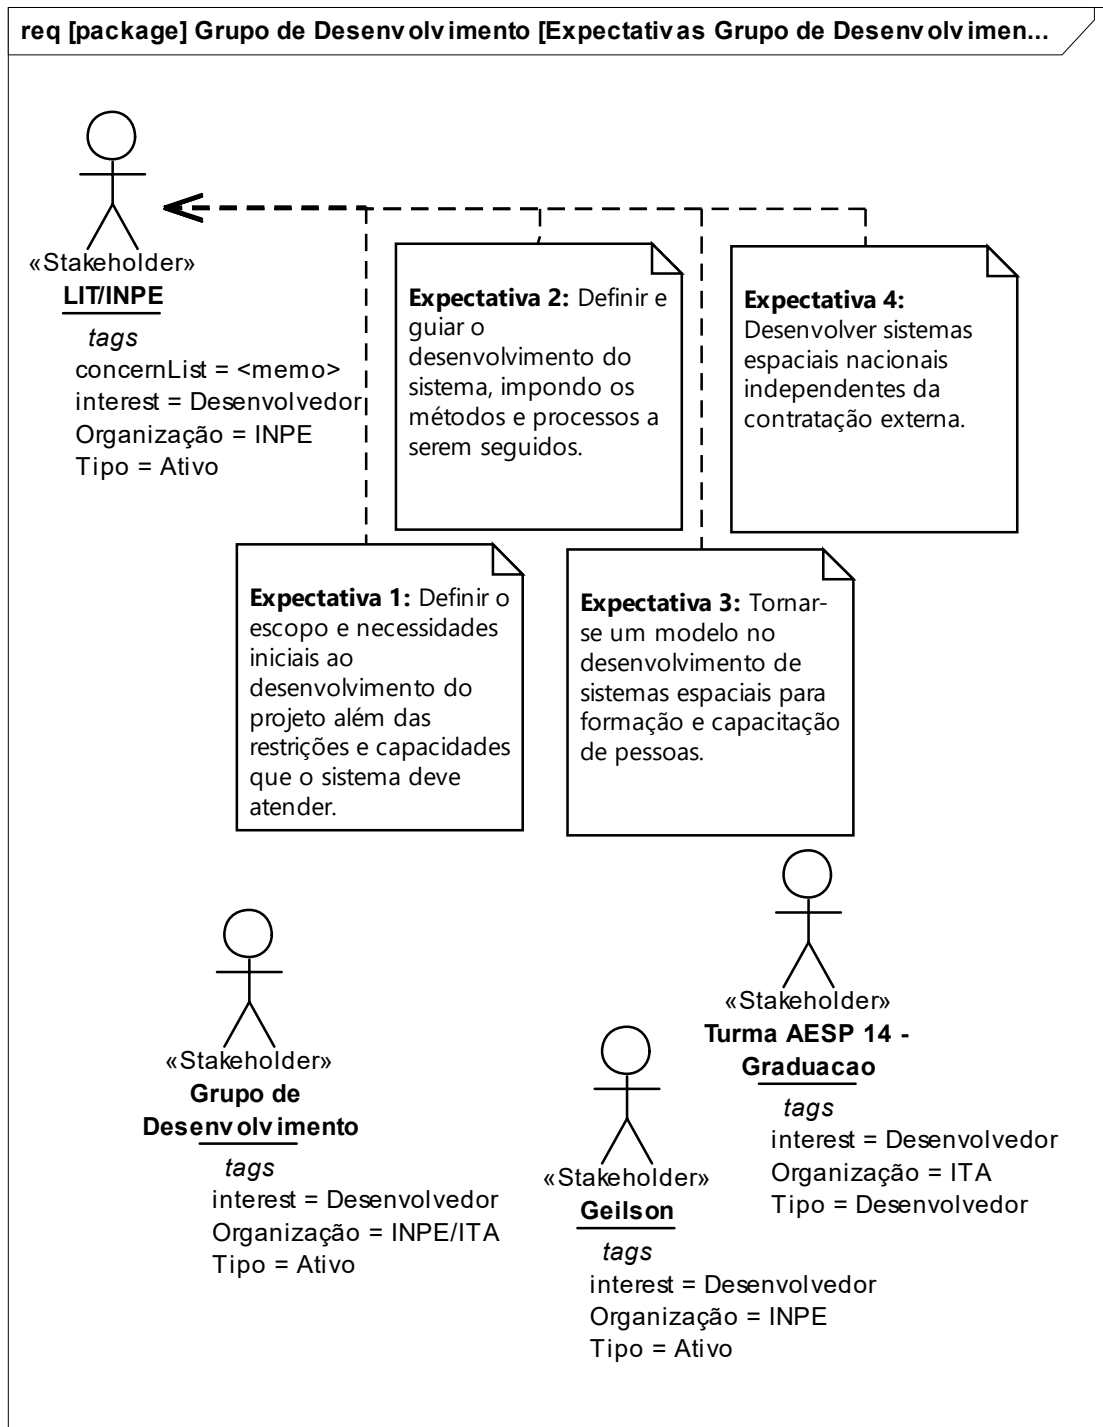 req [package] Grupo de Desenvolvimento [Expectativas Grupo de Desenvolvimen...
«Stakeholder»
LIT/INPE
tags
concernList = <memo>
interest = Desenvolvedor
Organização = INPE
Tipo = Ativo
Expectativa 2: Definir e
guiar o
desenvolvimento do
sistema, impondo os
métodos e processos a
serem seguidos.
Expectativa 4:
Desenvolver sistemas
espaciais nacionais
independentes da
contratação externa.
Expectativa 1: Definir o
escopo e necessidades
iniciais ao
desenvolvimento do
projeto além das
restrições e capacidades
que o sistema deve
atender.
Expectativa 3: Tornar-
se um modelo no
desenvolvimento de
sistemas espaciais para
formação e capacitação
de pessoas.
«Stakeholder»
Grupo de
Desenvolvimento
tags
interest = Desenvolvedor
Organização = INPE/ITA
Tipo = Ativo
«Stakeholder»
Geilson
tags
interest = Desenvolvedor
Organização = INPE
Tipo = Ativo
«Stakeholder»
Turma AESP 14 -
Graduacao
tags
interest = Desenvolvedor
Organização = ITA
Tipo = Desenvolvedor